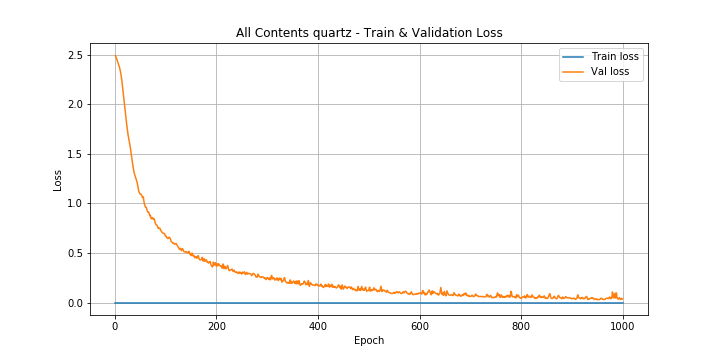 All Contents quartz - Train & Validation Loss
Train loss
Val loss
2.5
2.0
1.5
1.0
0.5
0.0
Loss
0 200 400 600 800 1000
Epoch